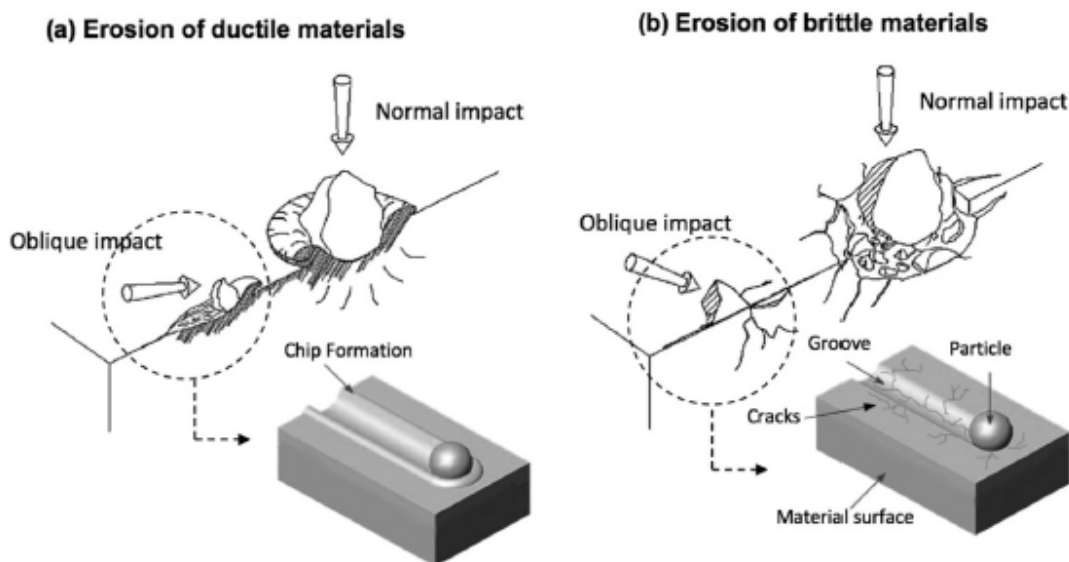 (a) Erosion of ductile materials
Normal impact
Oblique impact
Chip Formation
(b) Erosion of brittle materials
Normal impact
Oblique impact
Groove
Particle
Cracks
Material surface